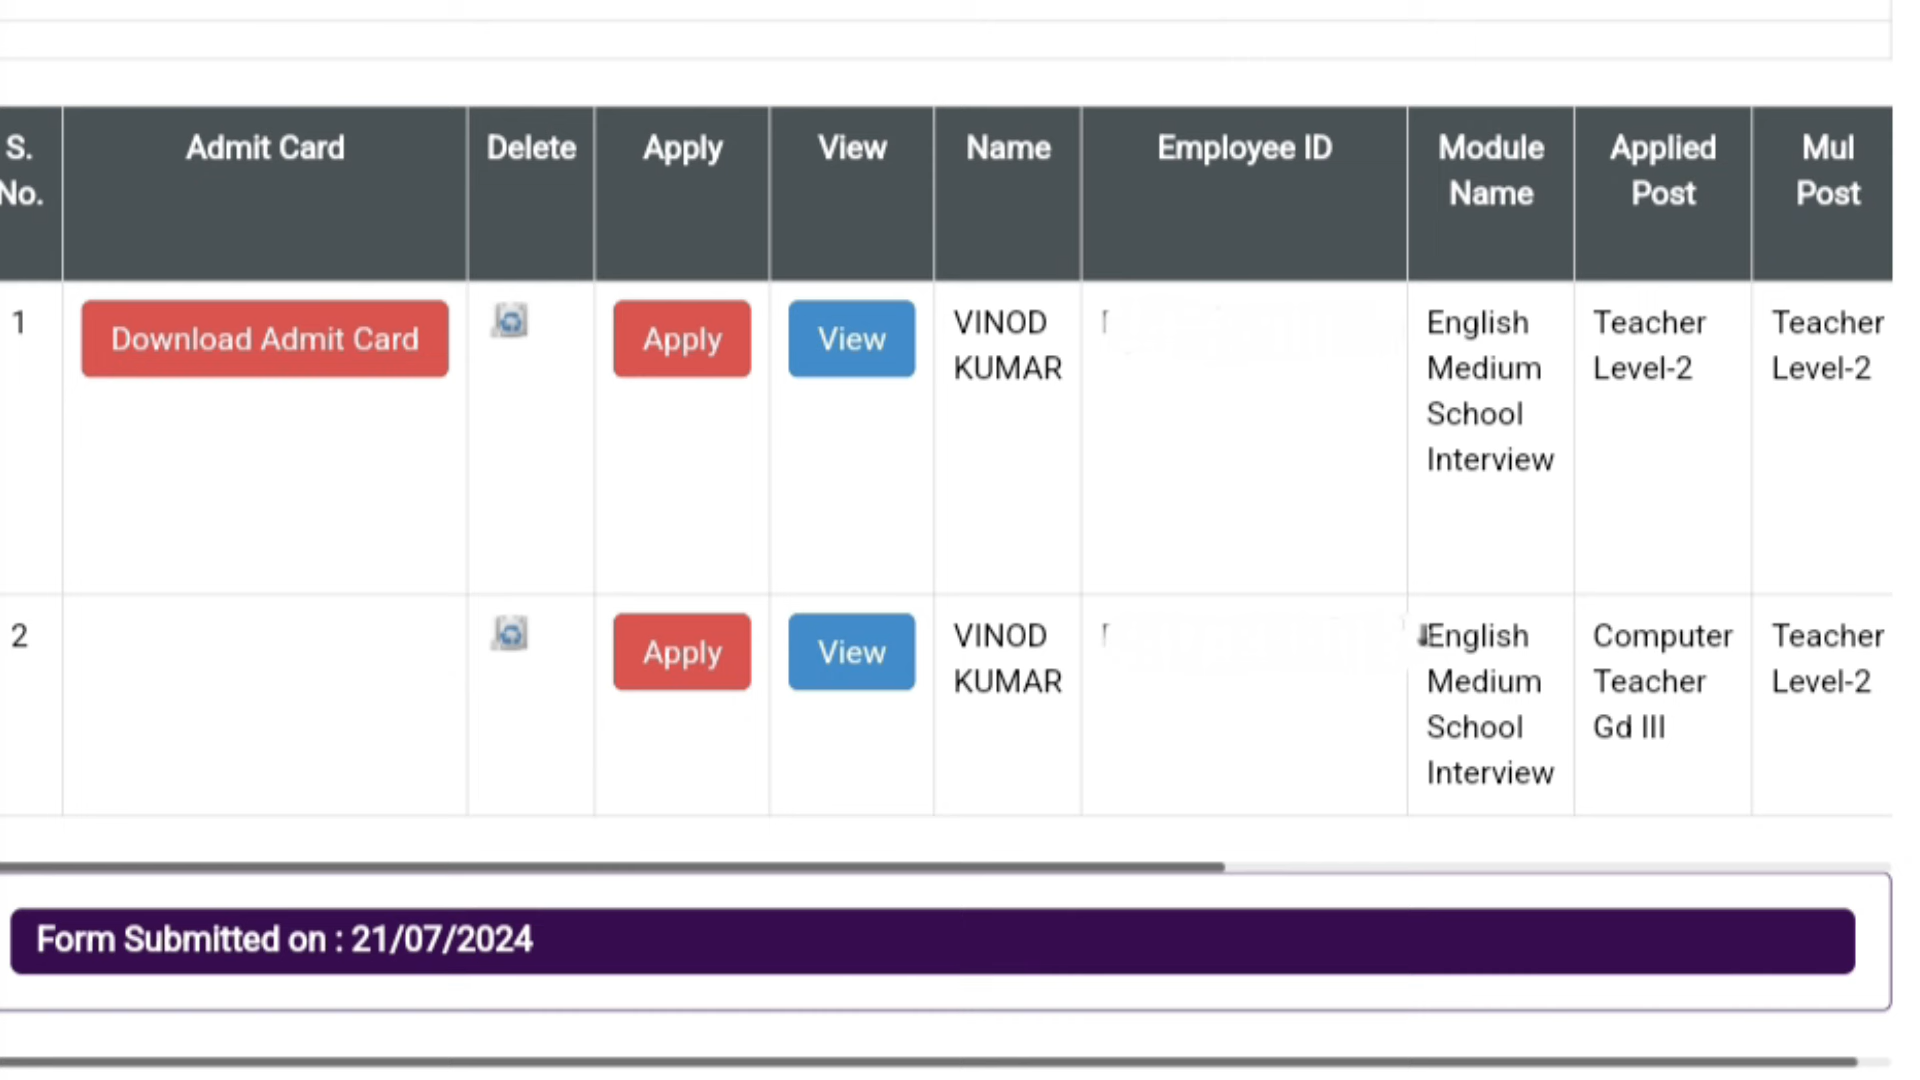 S. No.
Admit Card
Delete
Apply
View
Name
Employee ID
Module Name
Applied Post
Mul
Post
1
Download Admit Card
Apply
View
VINOD
KUMAR
English
Medium
School
Interview
Teacher
Level-2
Teacher
Level-2
2
Apply
View
VINOD
KUMAR
English
Medium
School
Interview
Computer
Teacher
Gd III
Teacher
Level-2
Form Submitted on : 21/07/2024